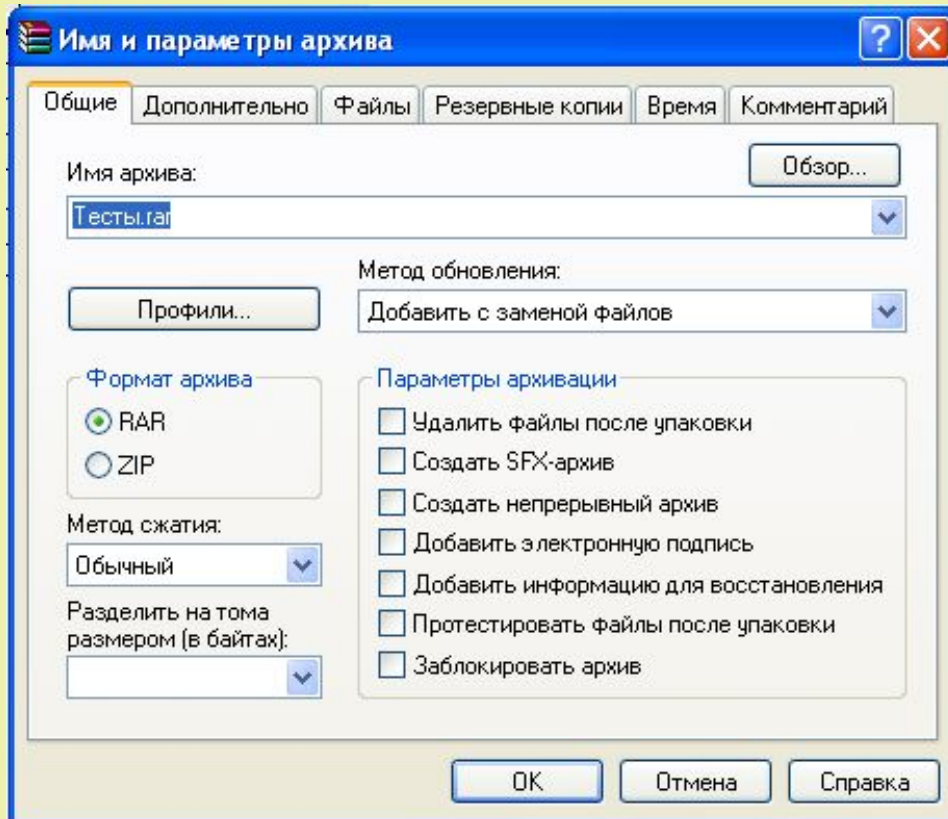 Имя и параметры архива
Общие Дополнительно Файлы Резервные копии Время Комментарий
Имя архива:
Обзор...
Тесты.rar
Метод обновления:
Профили...
Добавить с заменой файлов
Формат архива
RAR
ZIP
Метод сжатия:
Обычный
Разделить на тома
размером (в байтах):
Параметры архивации
Удалить файлы после упаковки
Создать SFX-архив
Создать непрерывный архив
Добавить электронную подпись
Добавить информацию для восстановления
Протестировать файлы после упаковки
Заблокировать архив
OK Отмена Справка